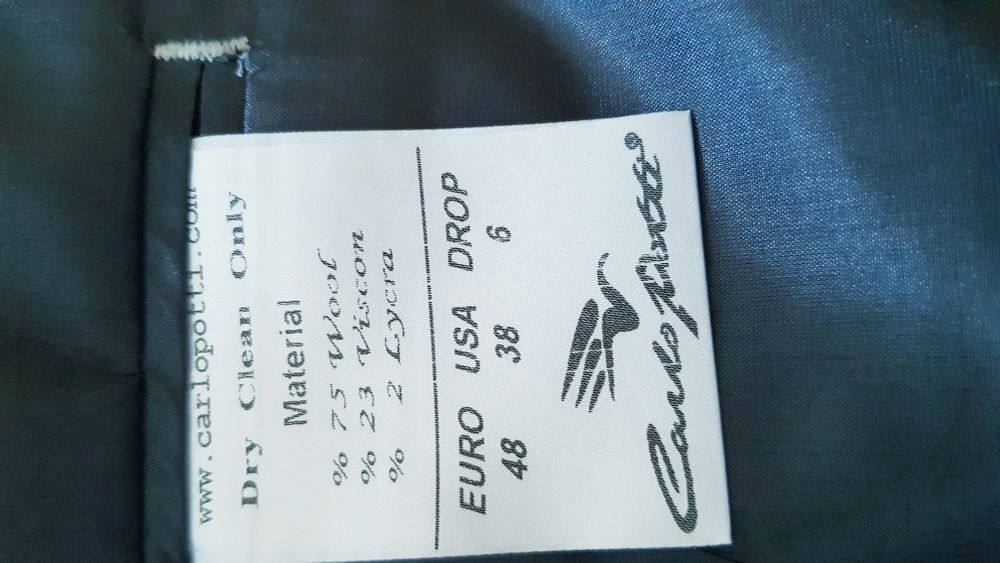 www.carlopotti.com
Dry Clean Only
Material
% 75 Wool
% 23 Viscon
% 2 Lycra
EURO USA DROP
48 38 6
Carlo